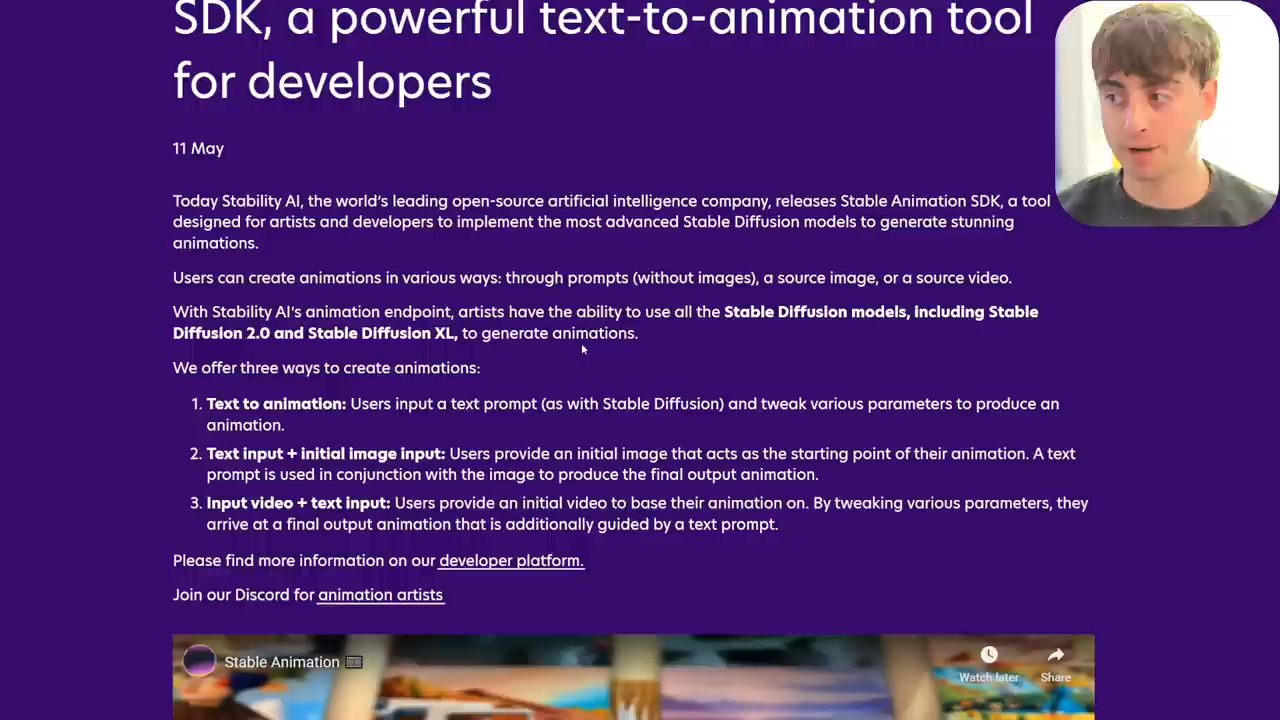 SDK, a powerful text-to-animation tool
for developers
11 May
Today Stability AI, the world's leading open-source artificial intelligence company, releases Stable Animation SDK, a tool
designed for artists and developers to implement the most advanced Stable Diffusion models to generate stunning
animations.
Users can create animations in various ways: through prompts (without images), a source image, or a source video.
With Stability AI's animation endpoint, artists have the ability to use all the Stable Diffusion models, including Stable
Diffusion 2.0 and Stable Diffusion XL, to generate animations.
We offer three ways to create animations:
1. Text to animation: Users input a text prompt (as with Stable Diffusion) and tweak various parameters to produce an
animation.
2. Text input + initial image input: Users provide an initial image that acts as the starting point of their animation. A text
prompt is used in conjunction with the image to produce the final output animation.
3. Input video + text input: Users provide an initial video to base their animation on. By tweaking various parameters, they
arrive at a final output animation that is additionally guided by a text prompt.
Please find more information on our developer platform.
Join our Discord for animation artists
Stable Animation
Watch later
Share